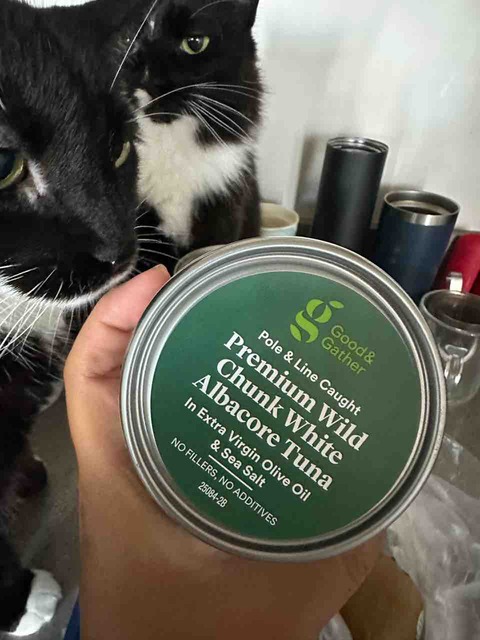 g Good&
Gather
Pole & Line Caught
Premium Wild
Chunk White
Albacore Tuna
In Extra Virgin Olive Oil
& Sea Salt
NO FILLERS, NO ADDITIVES
25084-2B